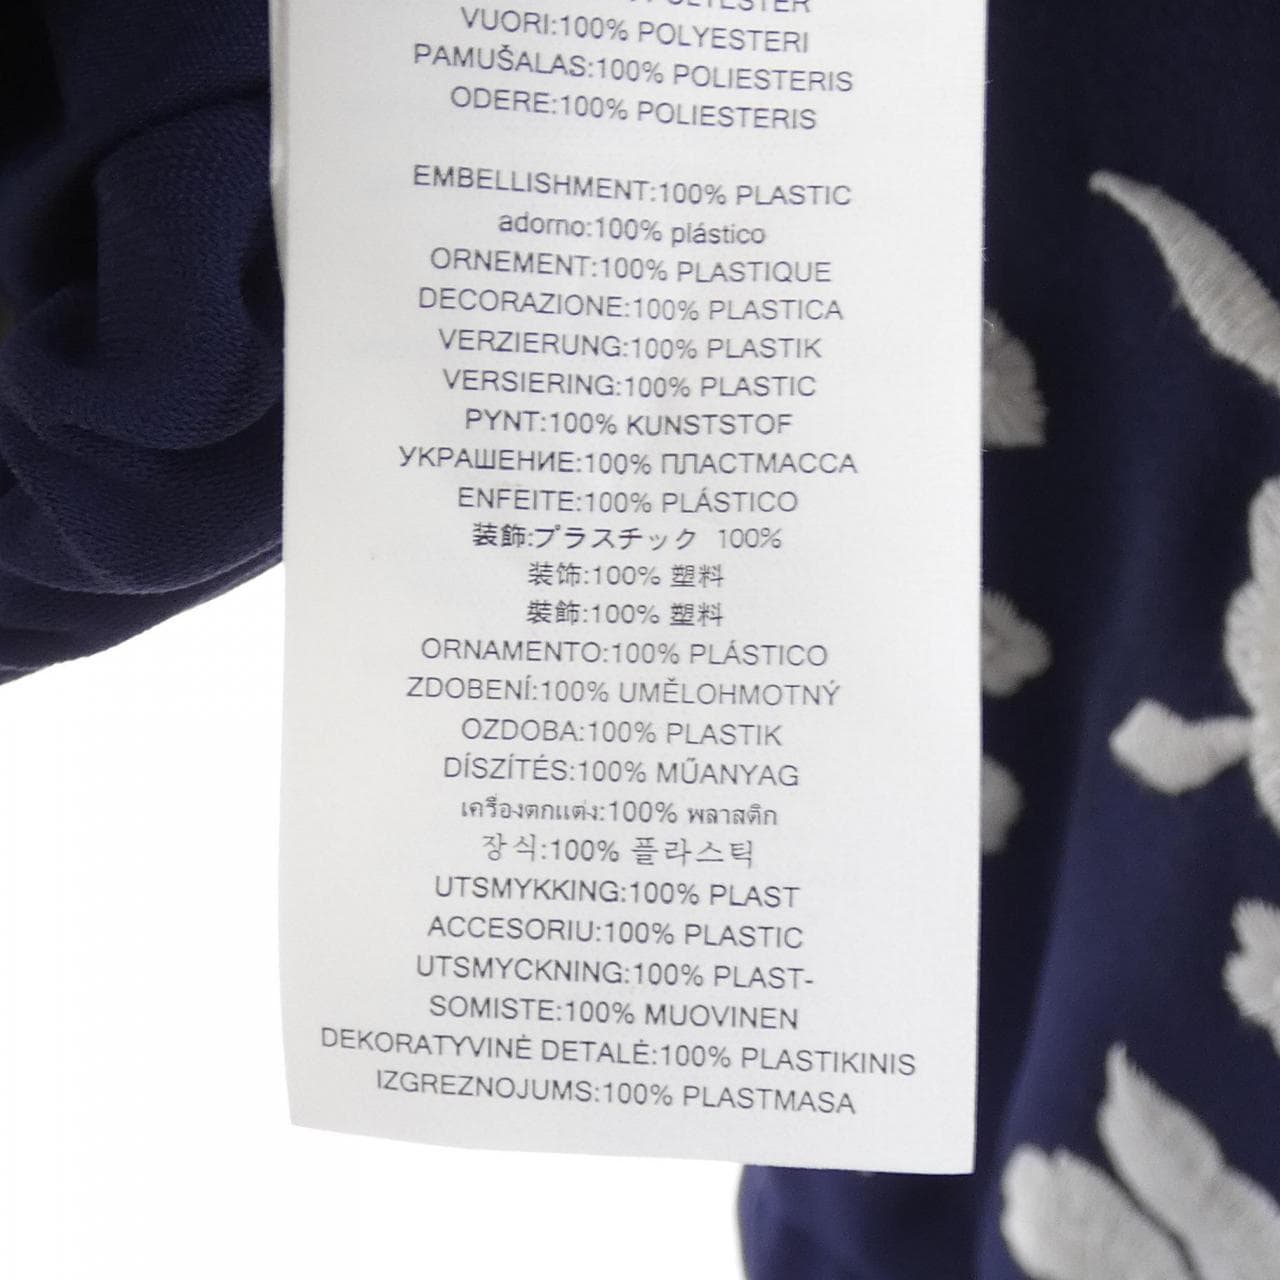 POLYESTER
VUORI:100% POLYESTERI
PAMUŠALAS:100% POLIESTERIS
ODERE:100% POLIESTERIS
EMBELLISHMENT:100% PLASTIC
adorno:100% plástico
ORNEMENT:100% PLASTIQUE
DECORAZIONE:100% PLASTICA
VERZIERUNG:100% PLASTIK
VERSIERING:100% PLASTIC
PYNT:100% KUNSTSTOF
УКРАШЕНИЕ:100% ПЛАСТМАССА
ENFEITE:100% PLÁSTICO
装飾:プラスチック 100%
装饰:100% 塑料
裝飾:100% 塑料
ORNAMENTO:100% PLÁSTICO
ZDOBENÍ:100% UMĚLOHMOTNÝ
OZDOBA:100% PLASTIK
DÍSZÍTÉS:100% MŰANYAG
เครื่องตกแต่ง:100% พลาสติก
장식:100% 플라스틱
UTSMYKKING:100% PLAST
ACCESORIU:100% PLASTIC
UTSMYCKNING:100% PLAST-
SOMISTE:100% MUOVINEN
DEKORATYVINĖ DETALĖ:100% PLASTIKINIS
IZGREZNOJUMS:100% PLASTMASA